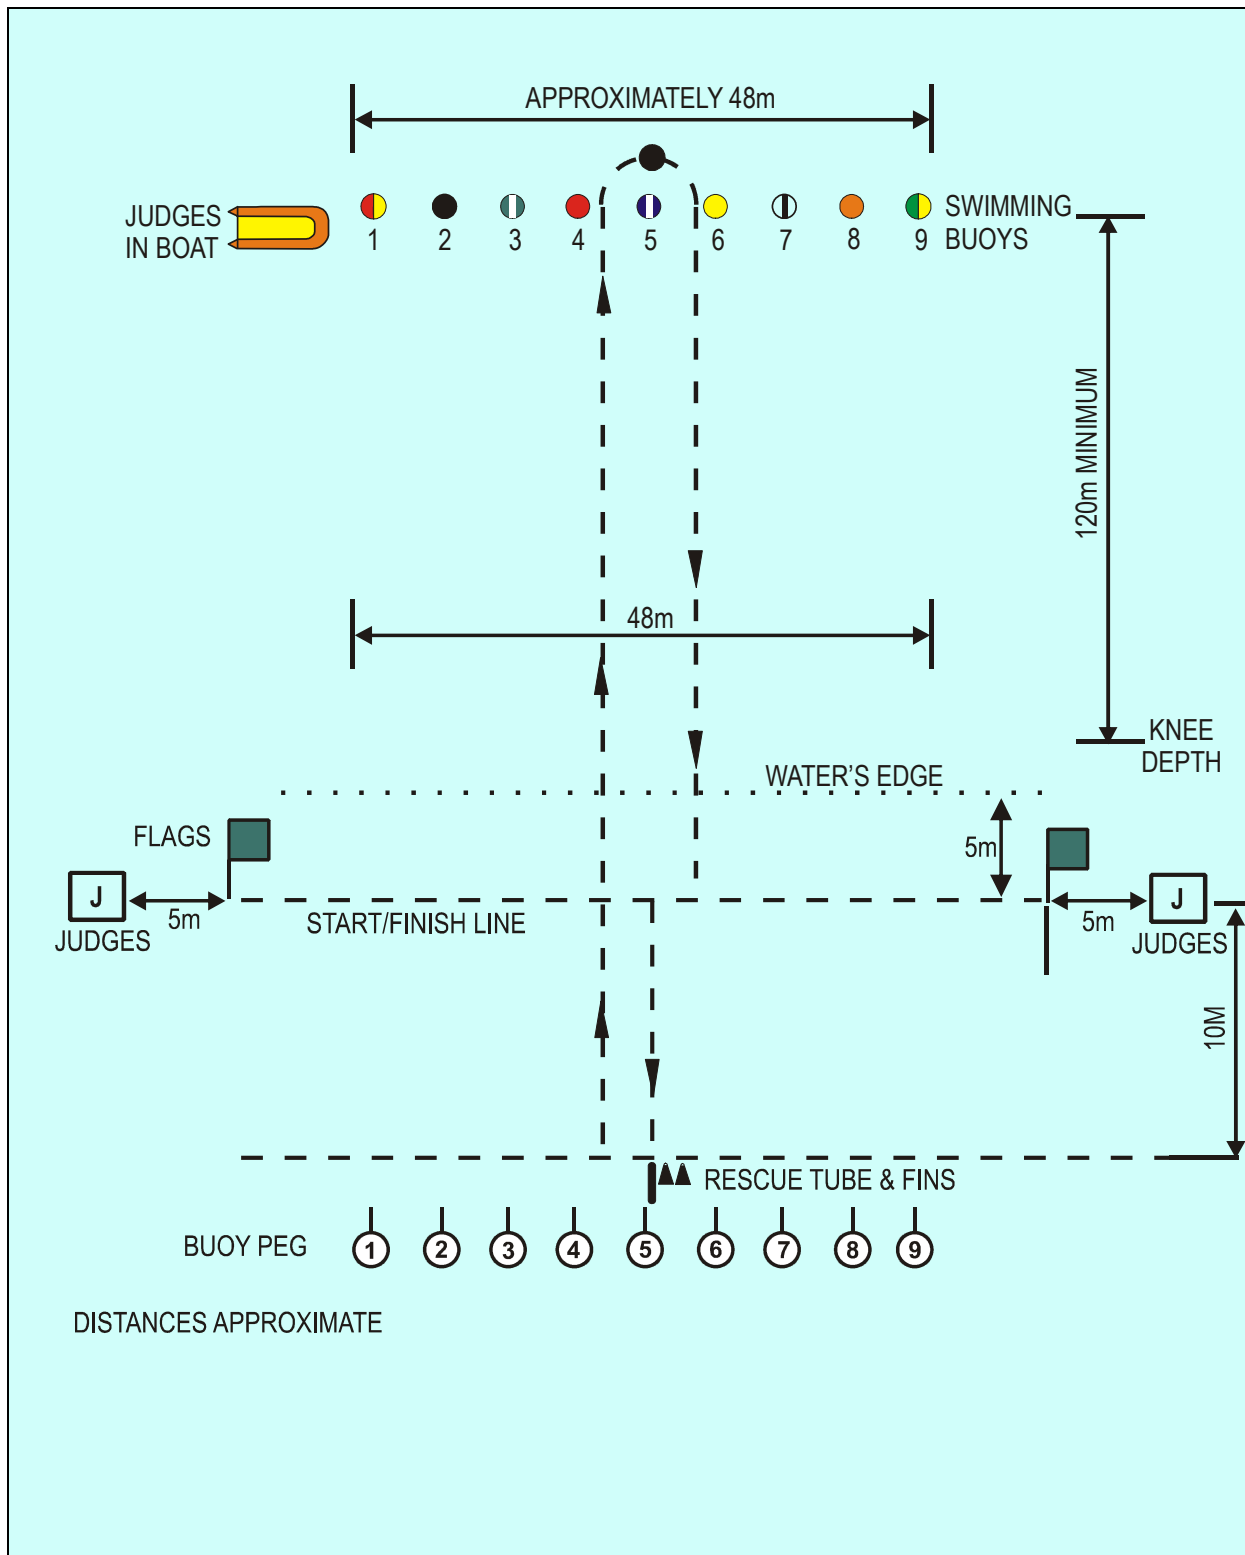 APPROXIMATELY 48m
JUDGES
IN BOAT
1 2 3 4 5 6 7 8 9
SWIMMING
BUOYS
120m MINIMUM
48m
KNEE
DEPTH
WATER'S EDGE
FLAGS
5m
J
5m
JUDGES
START/FINISH LINE
5m
J
JUDGES
10M
RESCUE TUBE & FINS
BUOY PEG
1 2 3 4 5 6 7 8 9
DISTANCES APPROXIMATE